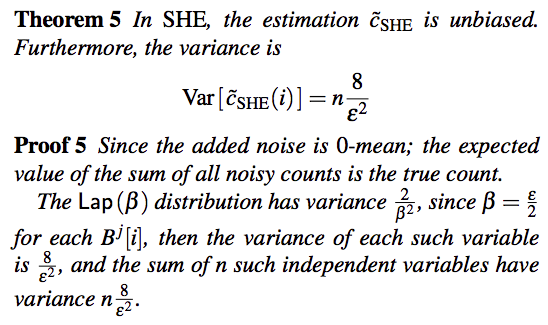 Theorem 5 In SHE, the estimation c̃_SHE is unbiased.
Furthermore, the variance is
Var[c̃_SHE(i)] = n 8/ε²
Proof 5 Since the added noise is 0-mean; the expected
value of the sum of all noisy counts is the true count.
The Lap(β) distribution has variance 2/β², since β = ε/2
for each B^j[i], then the variance of each such variable
is 8/ε², and the sum of n such independent variables have
variance n 8/ε².